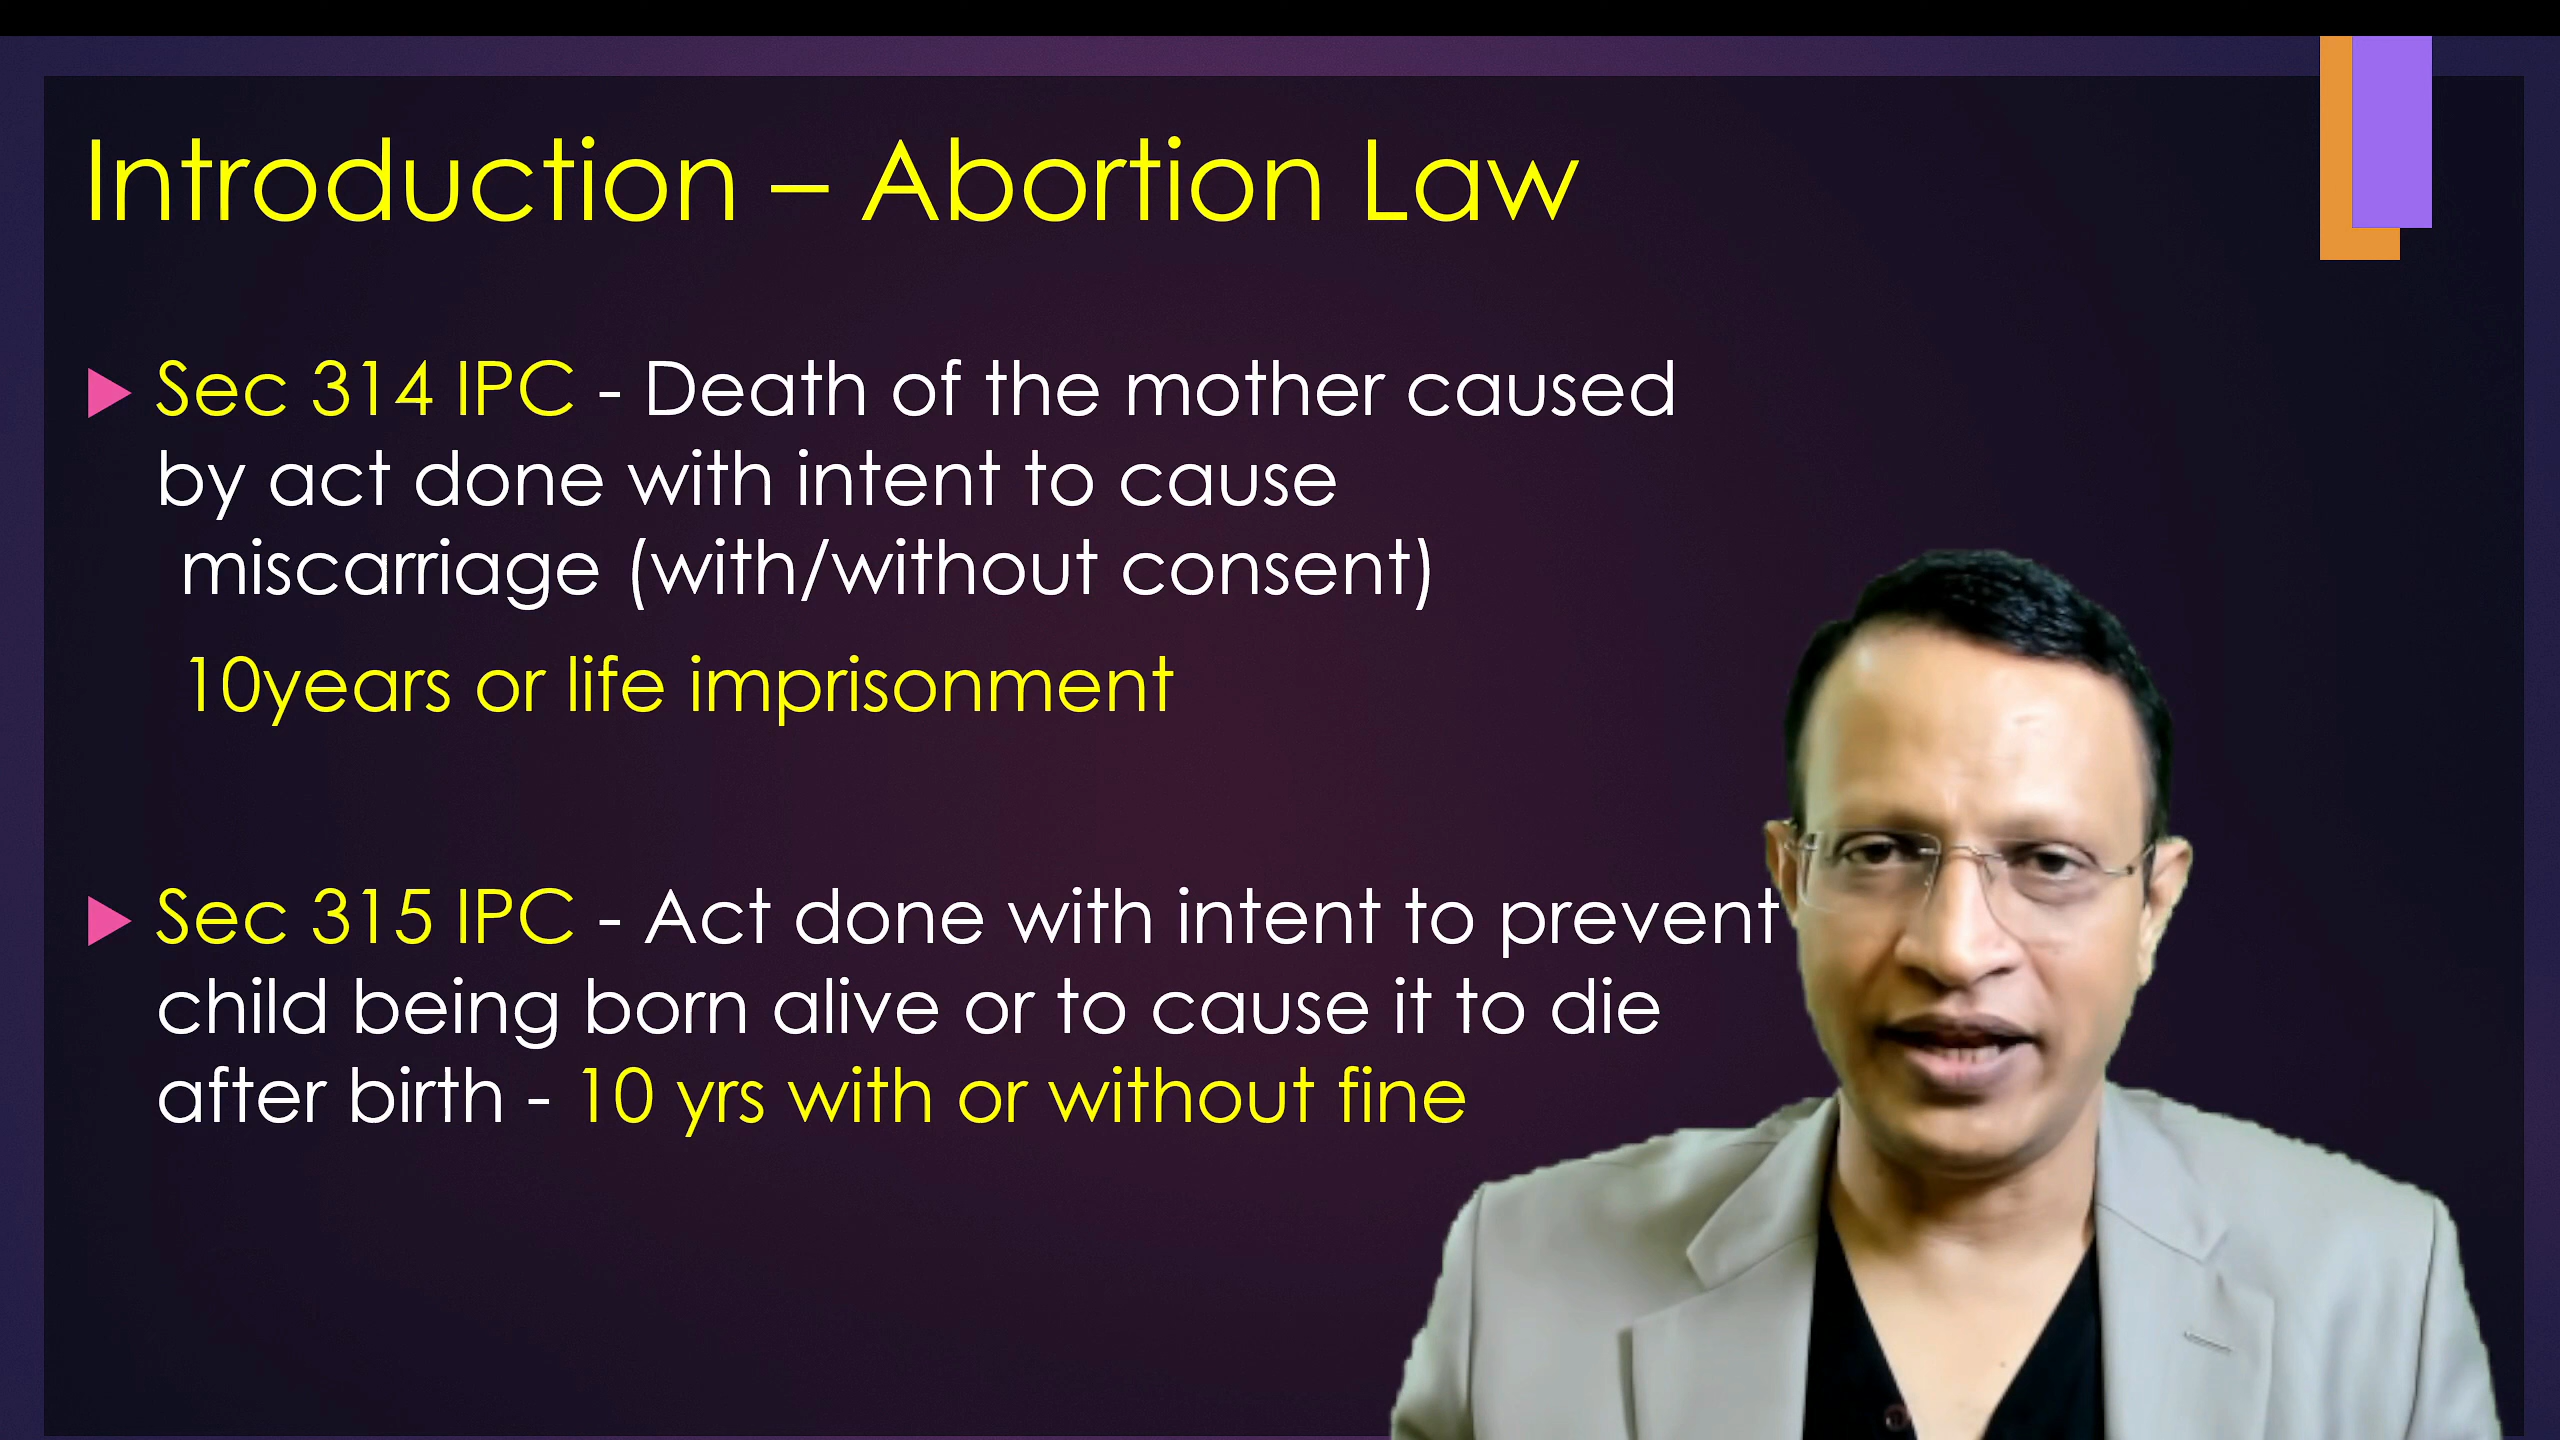 Introduction – Abortion Law
Sec 314 IPC - Death of the mother caused
by act done with intent to cause
miscarriage (with/without consent)
10years or life imprisonment
Sec 315 IPC - Act done with intent to prevent
child being born alive or to cause it to die
after birth - 10 yrs with or without fine